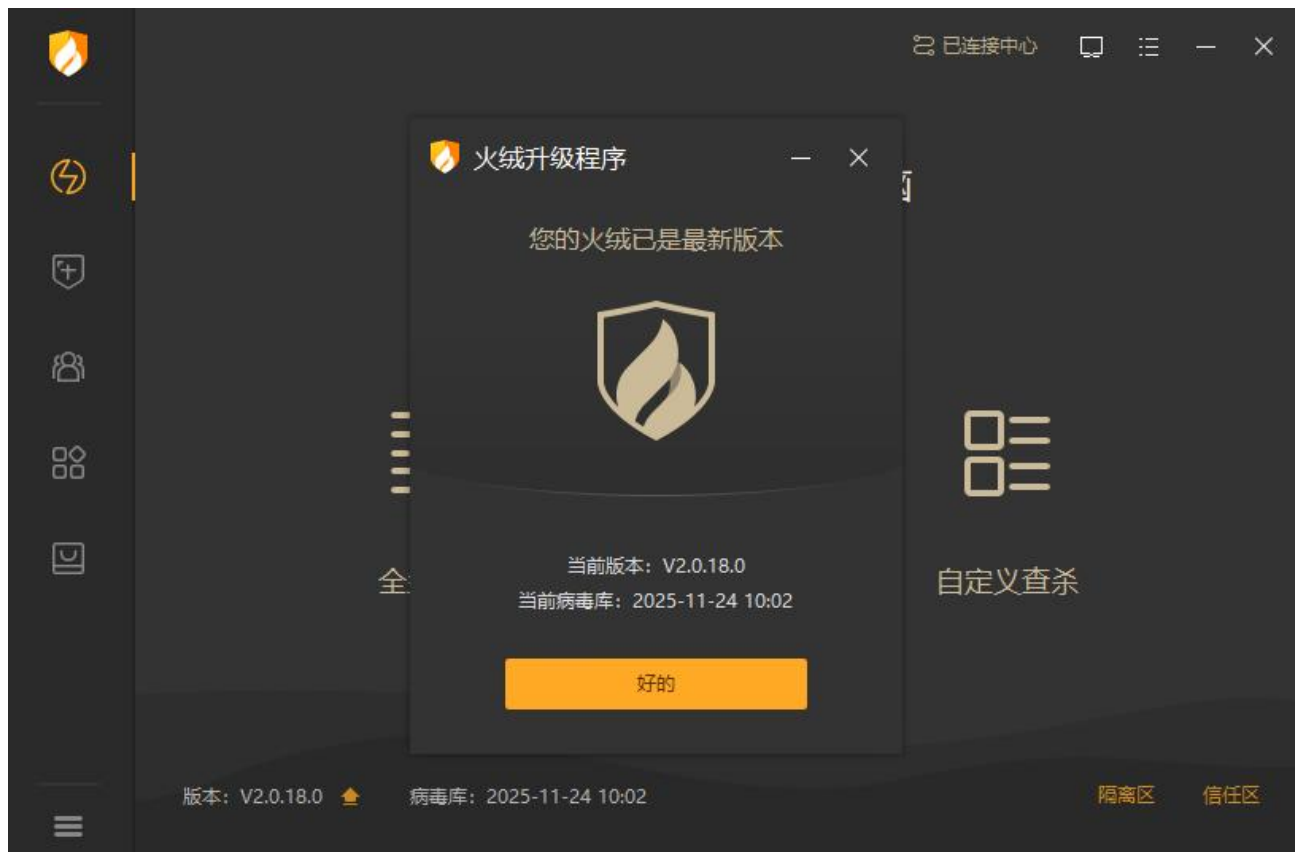 已连接中心
火绒升级程序
您的火绒已是最新版本
当前版本：V2.0.18.0
当前病毒库：2025-11-24 10:02
全
自定义查杀
好的
版本：V2.0.18.0
病毒库：2025-11-24 10:02
隔离区
信任区